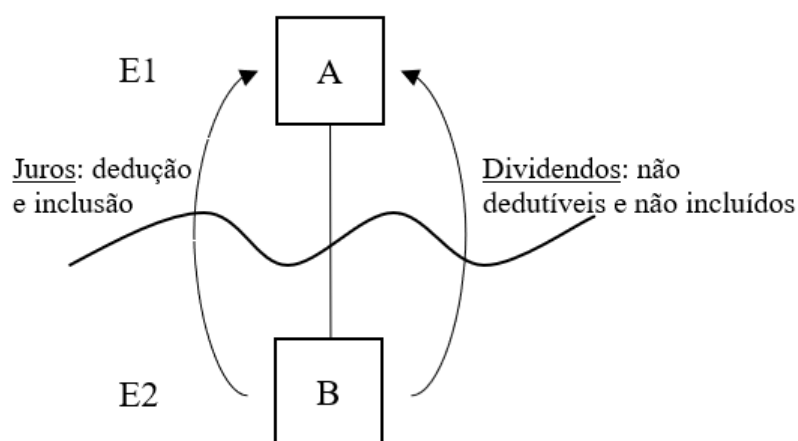 E1
A
Juros: dedução
e inclusão
Dividendos: não
dedutíveis e não incluídos
E2
B